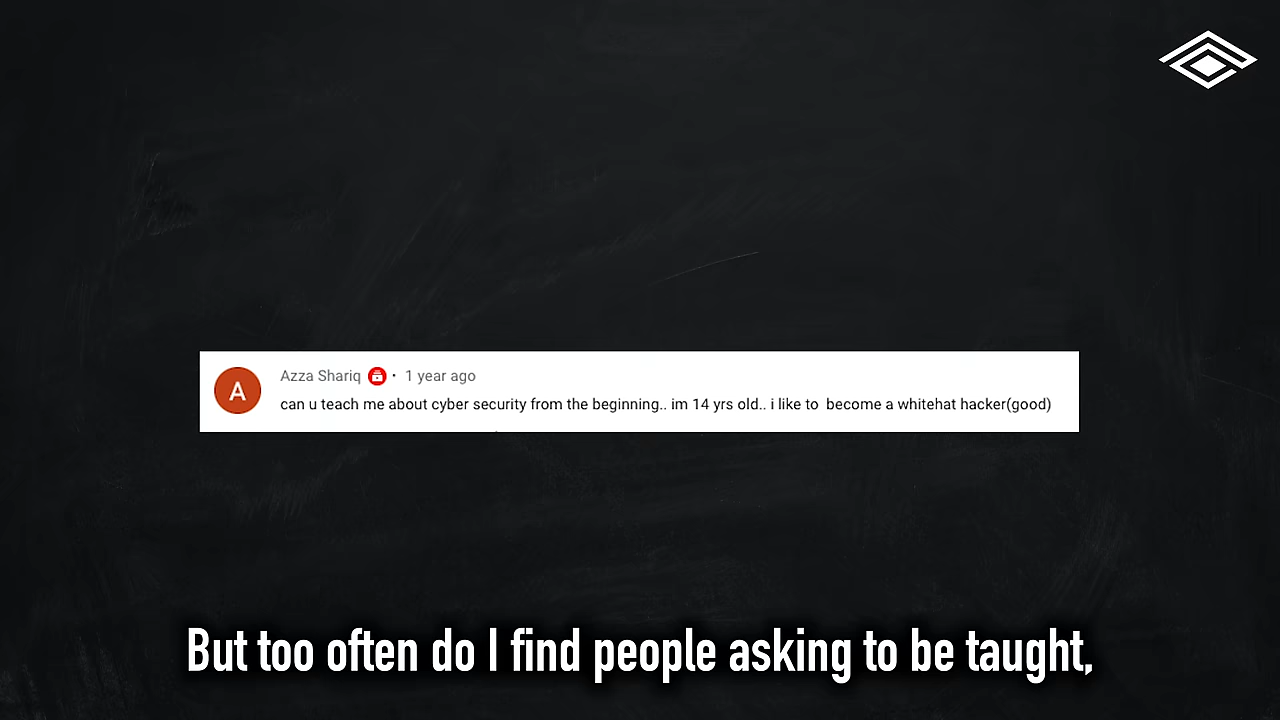 A
Azza Shariq · 1 year ago
can u teach me about cyber security from the beginning.. im 14 yrs old.. i like to  become a whitehat hacker(good)
But too often do I find people asking to be taught,